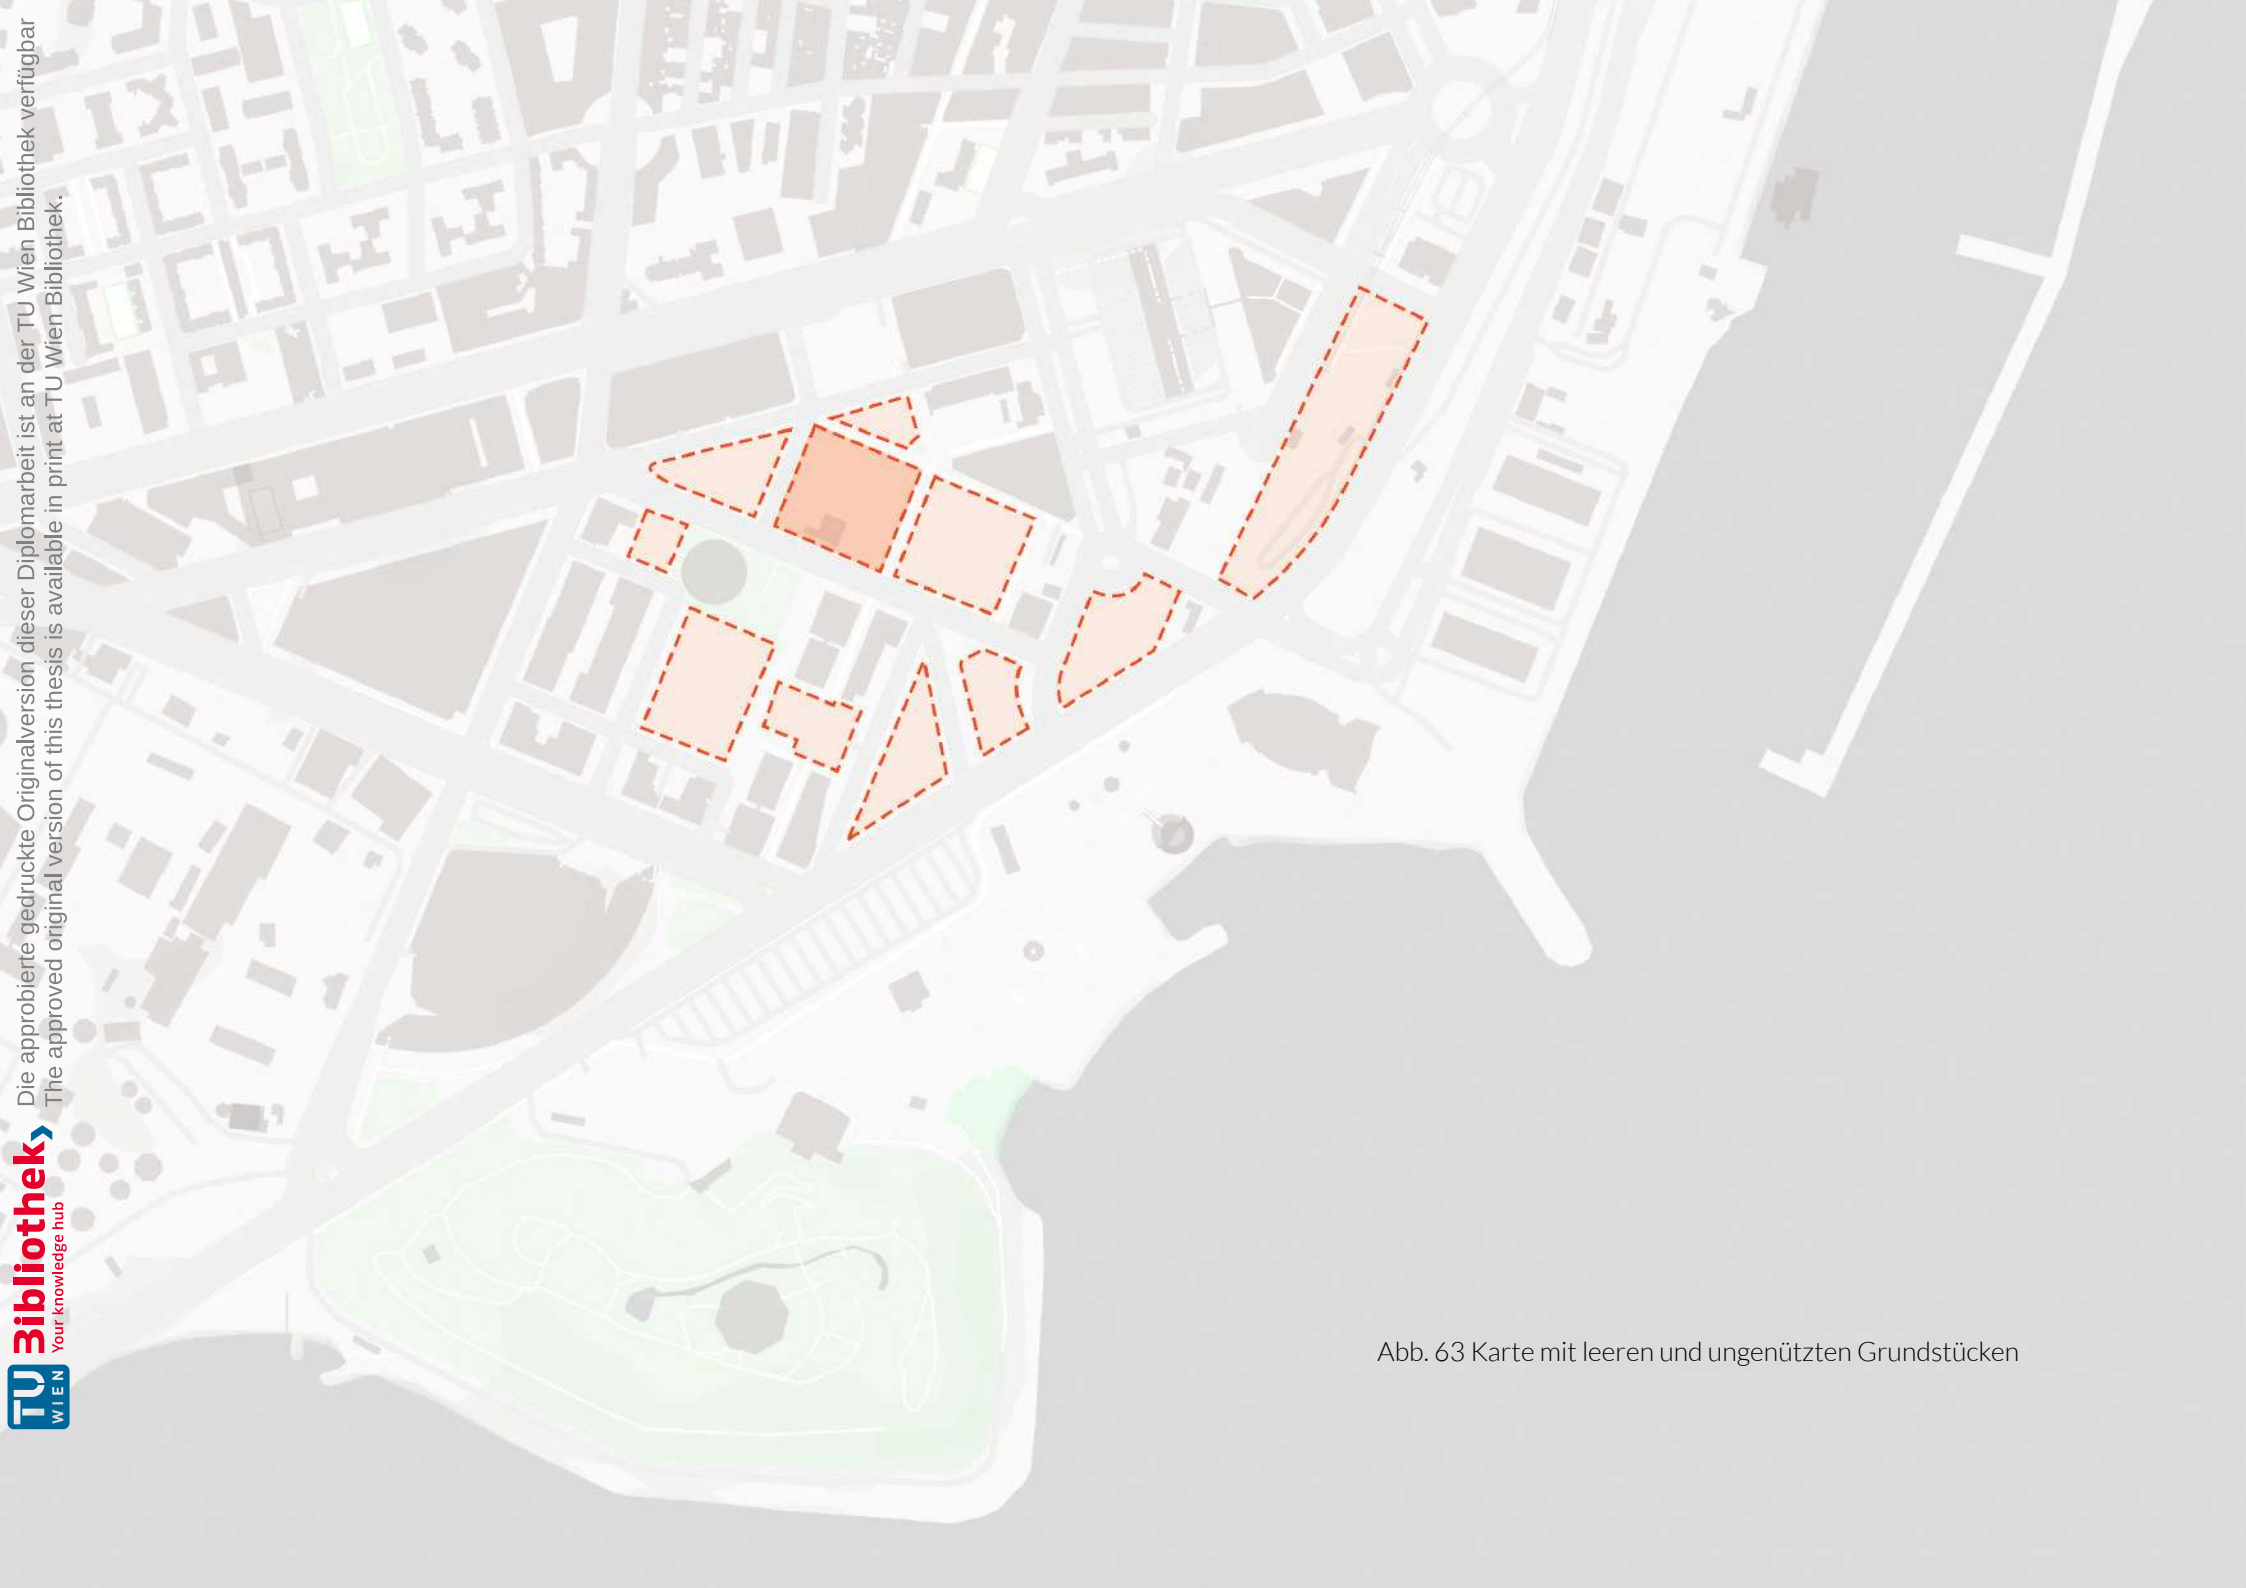 Die approbierte gedruckte Originalversion dieser Diplomarbeit ist an der TU Wien Bibliothek verfügbar
The approved original version of this thesis is available in print at TU Wien Bibliothek.
Bibliothek
Your knowledge hub
TU
WIEN
Abb. 63 Karte mit leeren und ungenützten Grundstücken